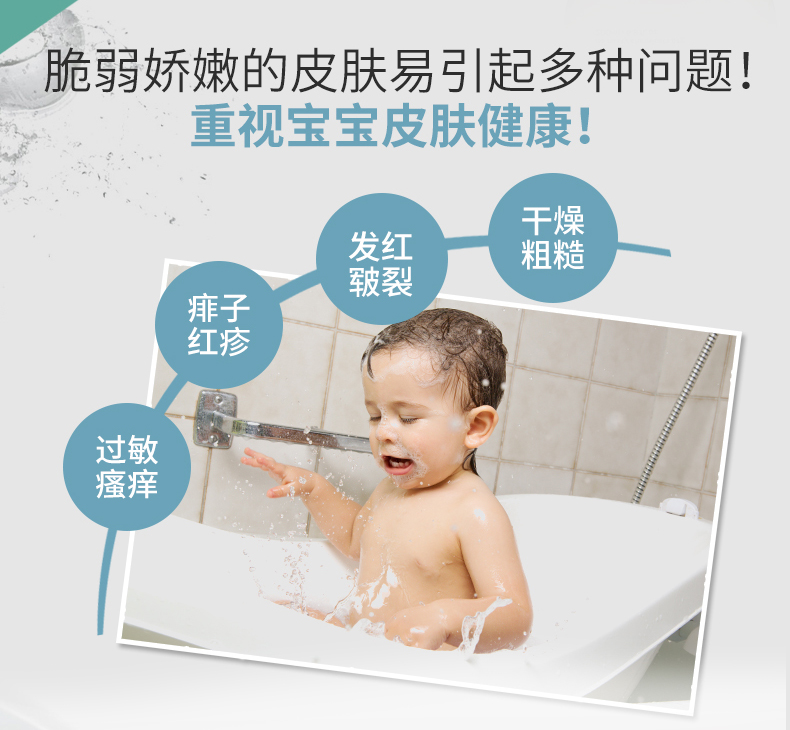 脆弱娇嫩的皮肤易引起多种问题！
重视宝宝皮肤健康！
干燥
粗糙
发红
皲裂
痱子
红疹
过敏
瘙痒